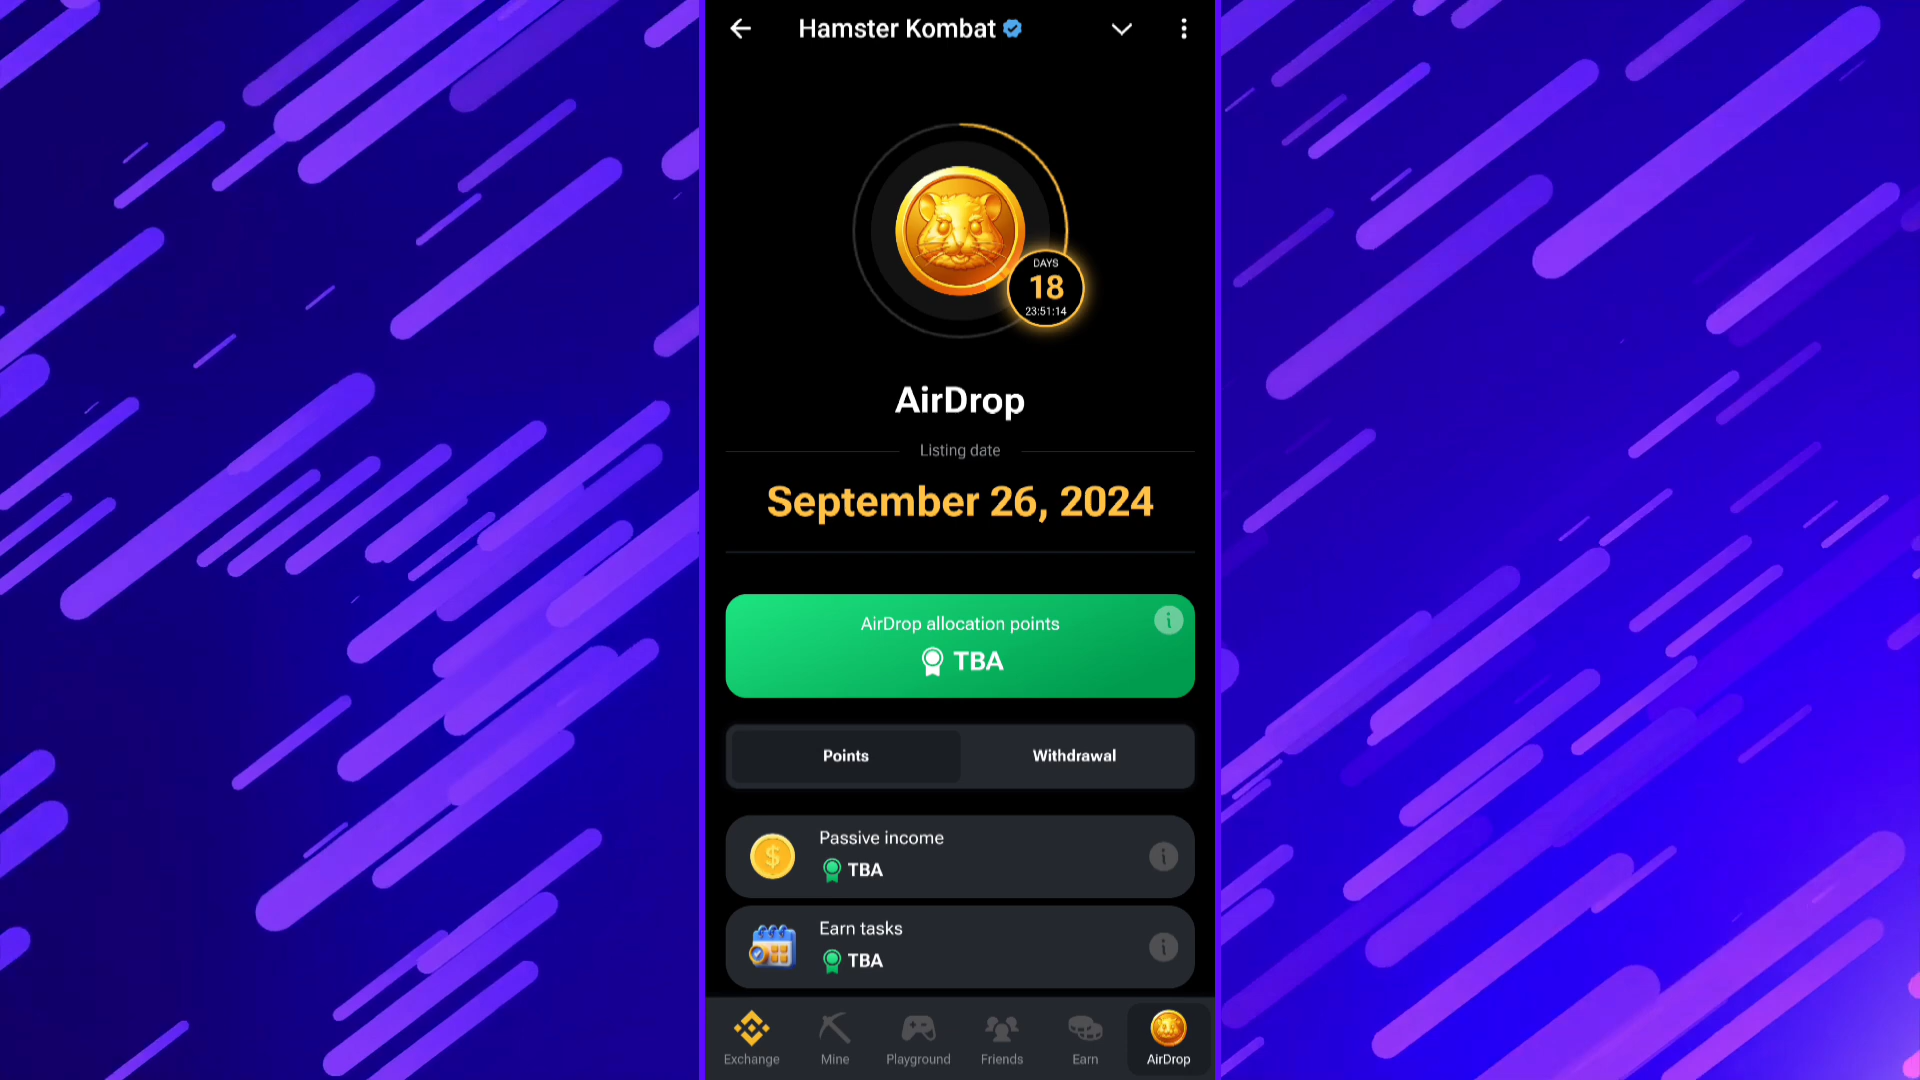 Hamster Kombat
DAYS
18
23:51:14
AirDrop
Listing date
September 26, 2024
AirDrop allocation points
TBA
Points Withdrawal
Passive income
TBA
Earn tasks
TBA
Exchange Mine Playground Friends Earn AirDrop